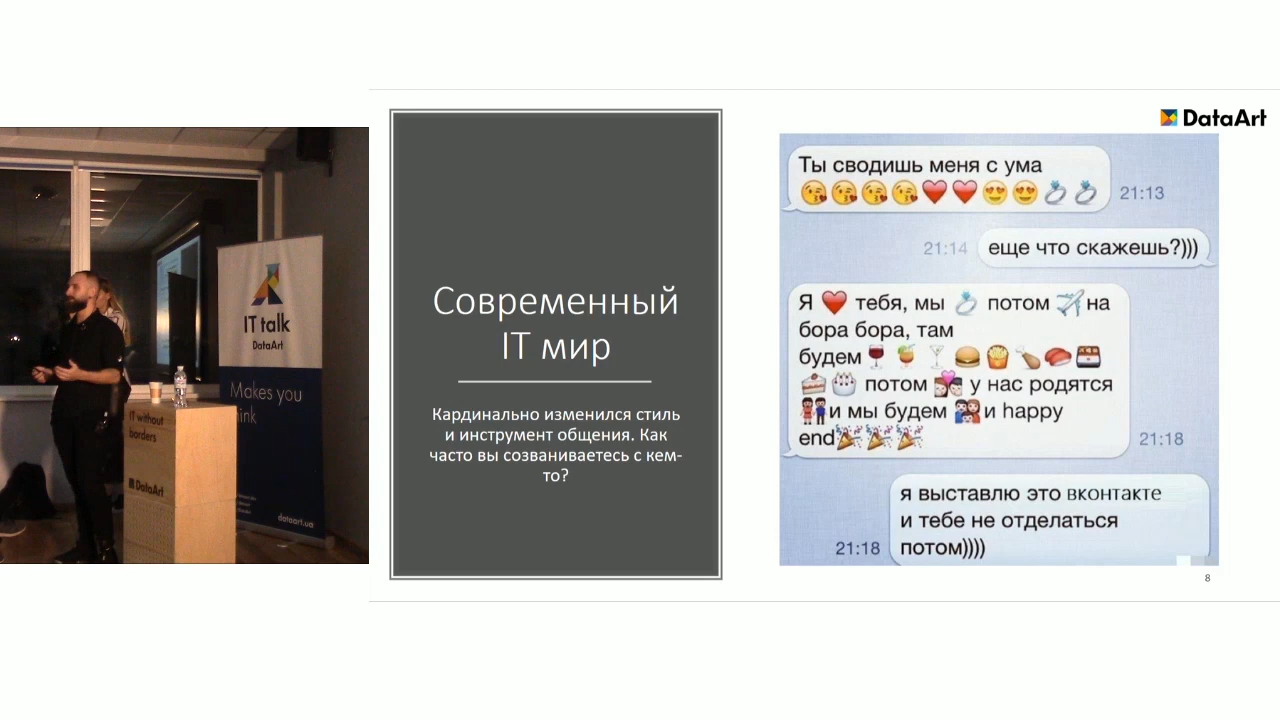 IT talk
DataArt
Makes you
IT without
borders
DataArt
dataart.ua
Современный
IT мир
Кардинально изменился стиль
и инструмент общения. Как
часто вы созваниваетесь с кем-
то?
DataArt
Ты сводишь меня с ума
😘😘😘😘❤️❤️😍😍💍💍 21:13
21:14 еще что скажешь?)))
Я ❤️ тебя, мы 💍 потом ✈️ на
бора бора, там
будем 🍷🍹🍸🍔🍟🍗🍣🍱
🍰🎂 потом 💏 у нас родятся
👫и мы будем 👪и happy
end🎉🎉🎉 21:18
я выставлю это вконтакте
и тебе не отделаться
21:18 потом))))
8